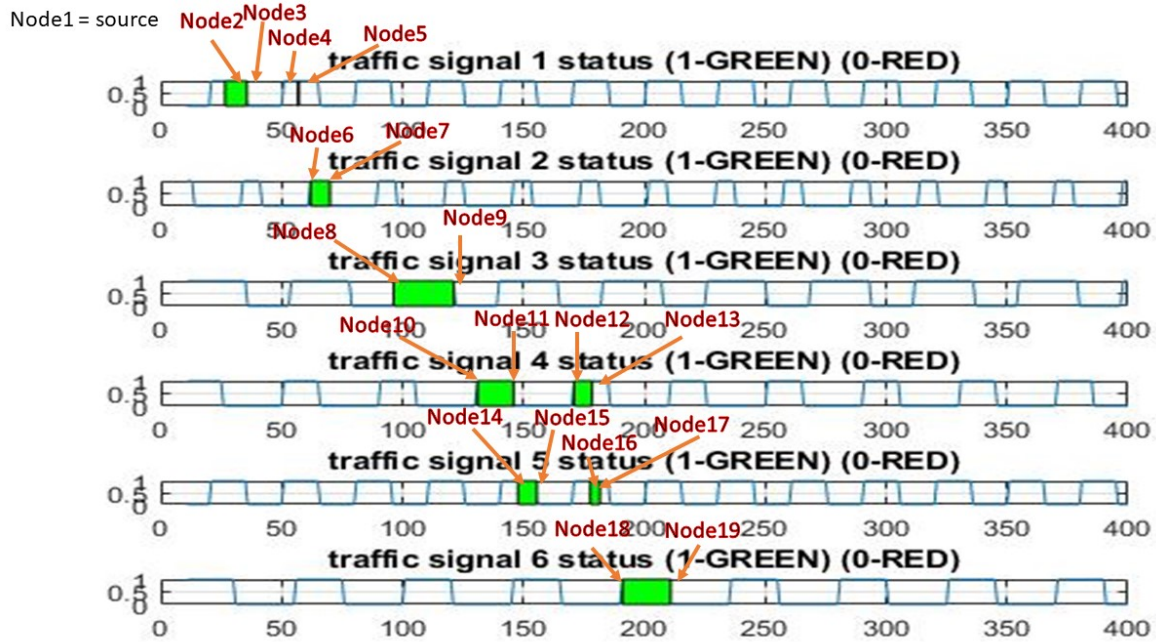 Node1 = source
Node2 Node3
Node4 Node5
traffic signal 1 status (1-GREEN) (0-RED)
1
0.5
0
0 50 100 150 200 250 300 350 400
Node6 Node7
traffic signal 2 status (1-GREEN) (0-RED)
1
0.5
0
0 50 100 150 200 250 300 350 400
Node8 Node9
traffic signal 3 status (1-GREEN) (0-RED)
1
0.5
0
0 50 100 150 200 250 300 350 400
Node10 Node11 Node12 Node13
traffic signal 4 status (1-GREEN) (0-RED)
1
0.5
0
0 50 100 150 200 250 300 350 400
Node14 Node15 Node17
Node16
traffic signal 5 status (1-GREEN) (0-RED)
1
0.5
0
0 50 100 150 200 250 300 350 400
Node18 Node19
traffic signal 6 status (1-GREEN) (0-RED)
1
0.5
0
0 50 100 150 200 250 300 350 400